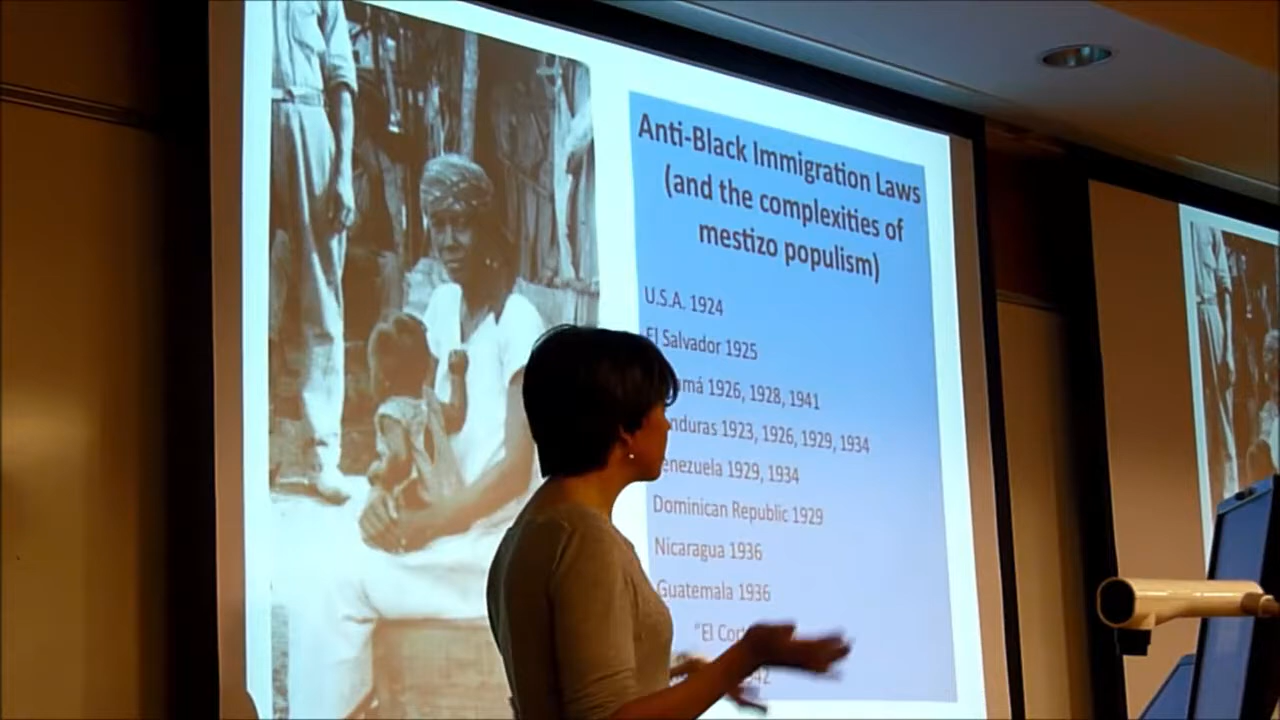 Anti-Black Immigration Laws
(and the complexities of
mestizo populism)
U.S.A. 1924
El Salvador 1925
1926, 1928, 1941
1923, 1926, 1929, 1934
1929, 1934
Dominican Republic 1929
Nicaragua 1936
Guatemala 1936
"El